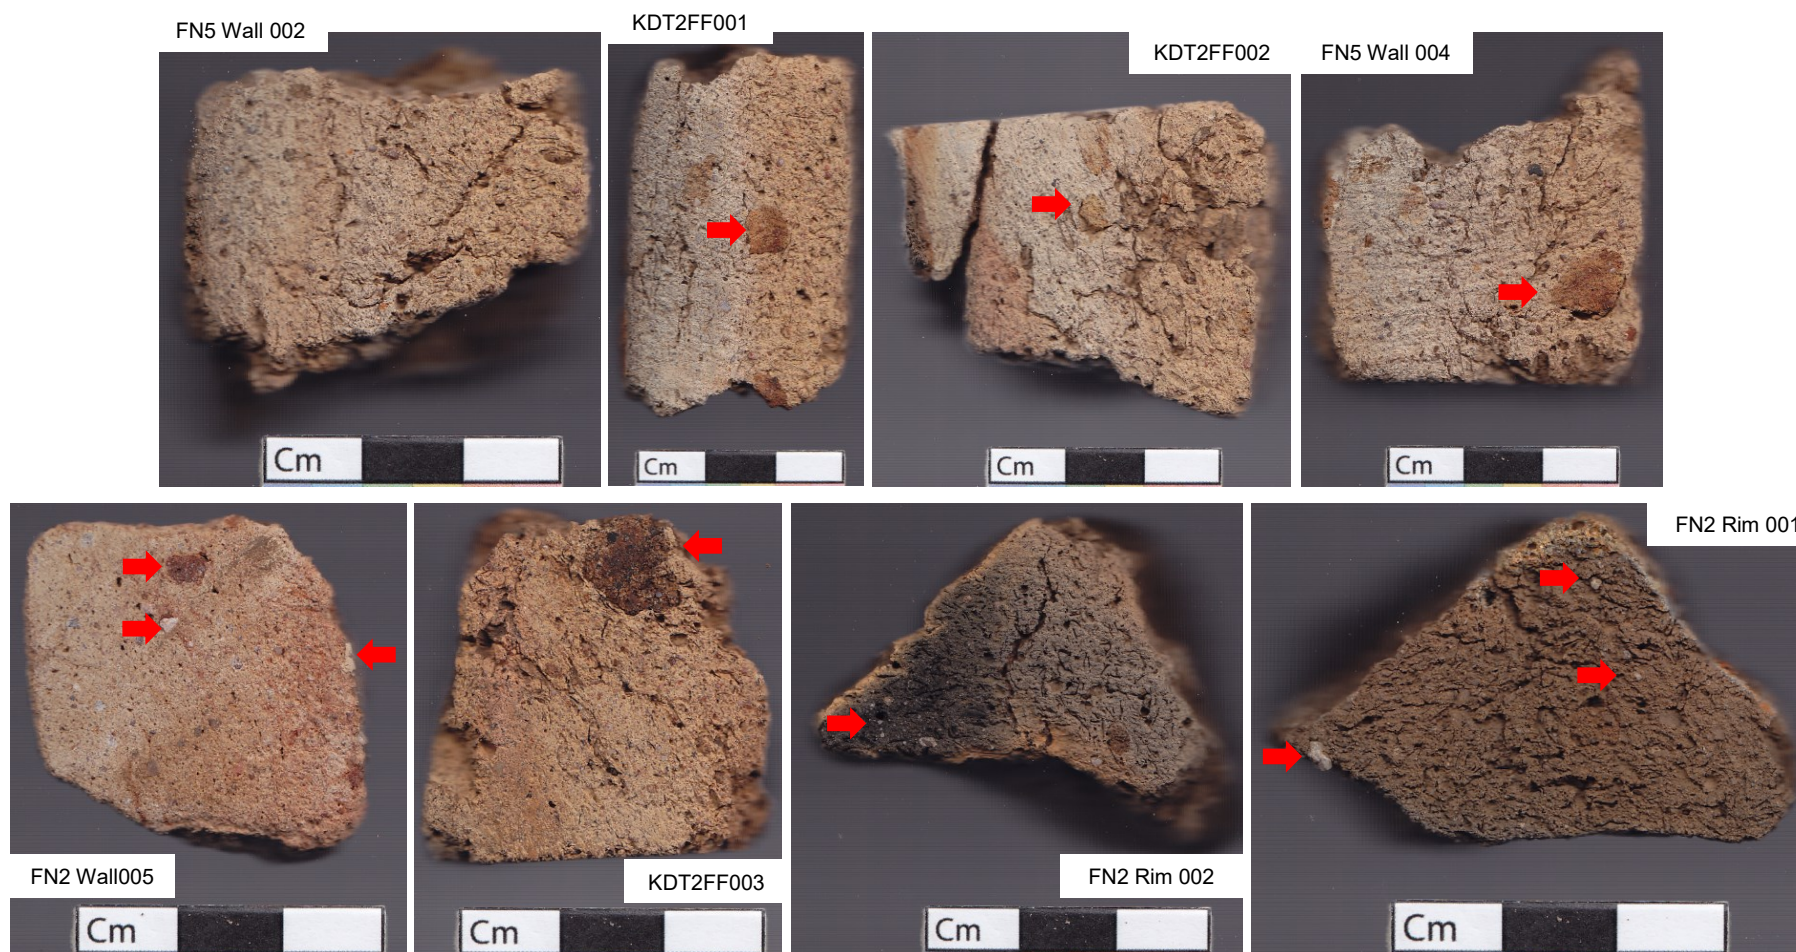 FN5 Wall 002
KDT2FF001
KDT2FF002
FN5 Wall 004
Cm
Cm
Cm
Cm
FN2 Wall005
KDT2FF003
FN2 Rim 002
FN2 Rim 001
Cm
Cm
Cm
Cm